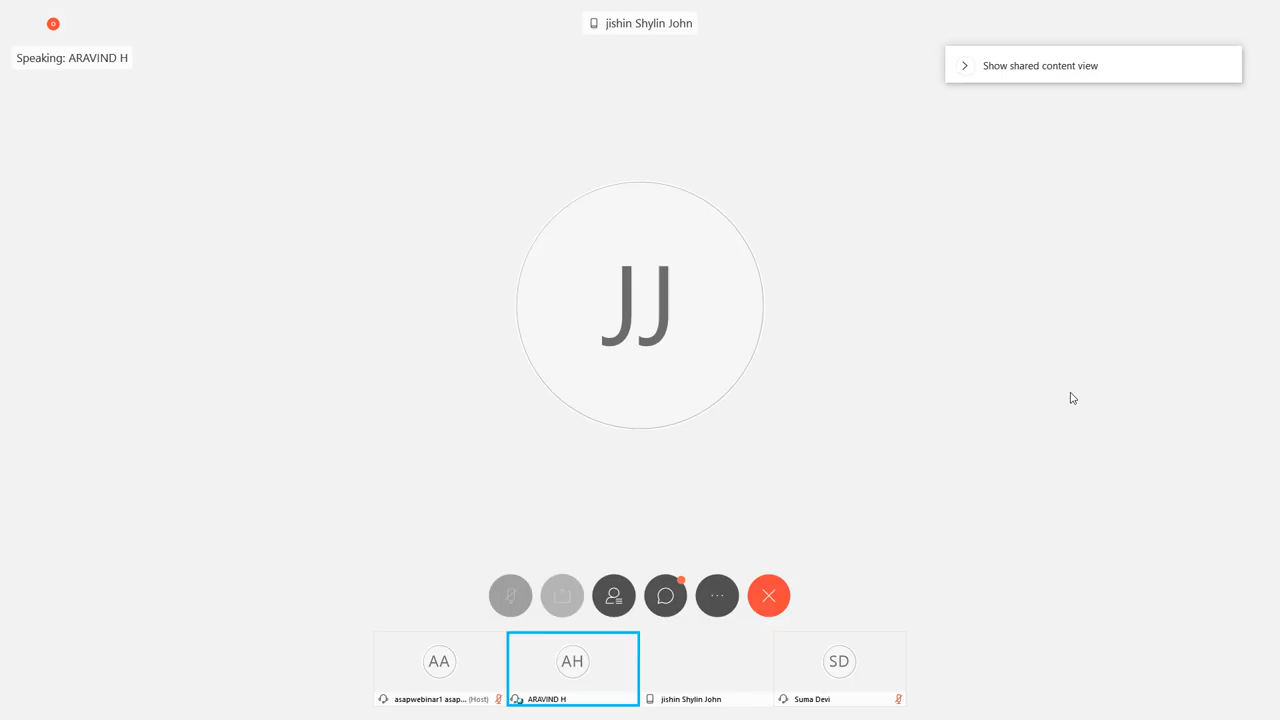 jishin Shylin John
Speaking: ARAVIND H
Show shared content view
JJ
AA
AH
SD
asapwebinar1 asap... (Host)
ARAVIND H
jishin Shylin John
Suma Devi